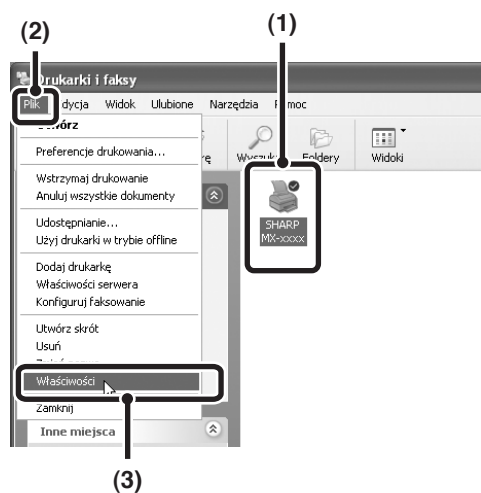 (1)
(2)
Drukarki i faksy
Plik Edycja Widok Ulubione Narzędzia Pomoc
Otwórz
Preferencje drukowania...
Wstrzymaj drukowanie
Anuluj wszystkie dokumenty
Udostępnianie...
Użyj drukarki w trybie offline
Dodaj drukarkę
Właściwości serwera
Konfiguruj faksowanie
Utwórz skrót
Usuń
Właściwości
Zamknij
Inne miejsca
Wyszukaj Foldery Widoki
SHARP
MX-xxxx
(3)